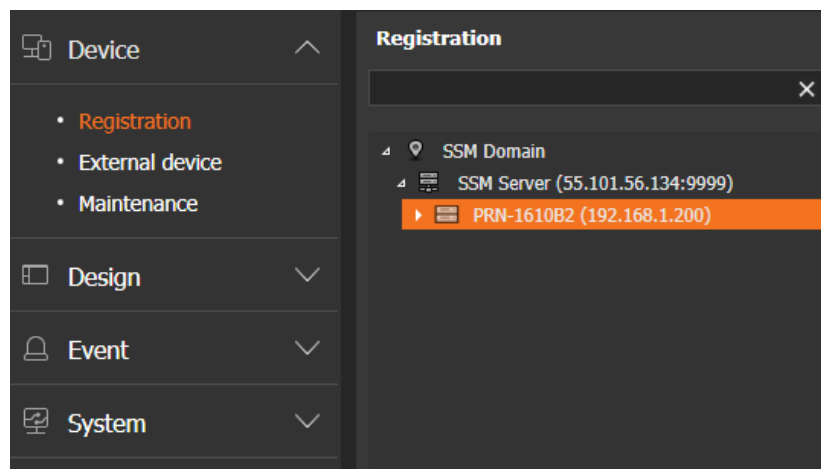 Device
Registration
External device
Maintenance
Design
Event
System
Registration
SSM Domain
SSM Server (55.101.56.134:9999)
PRN-1610B2 (192.168.1.200)